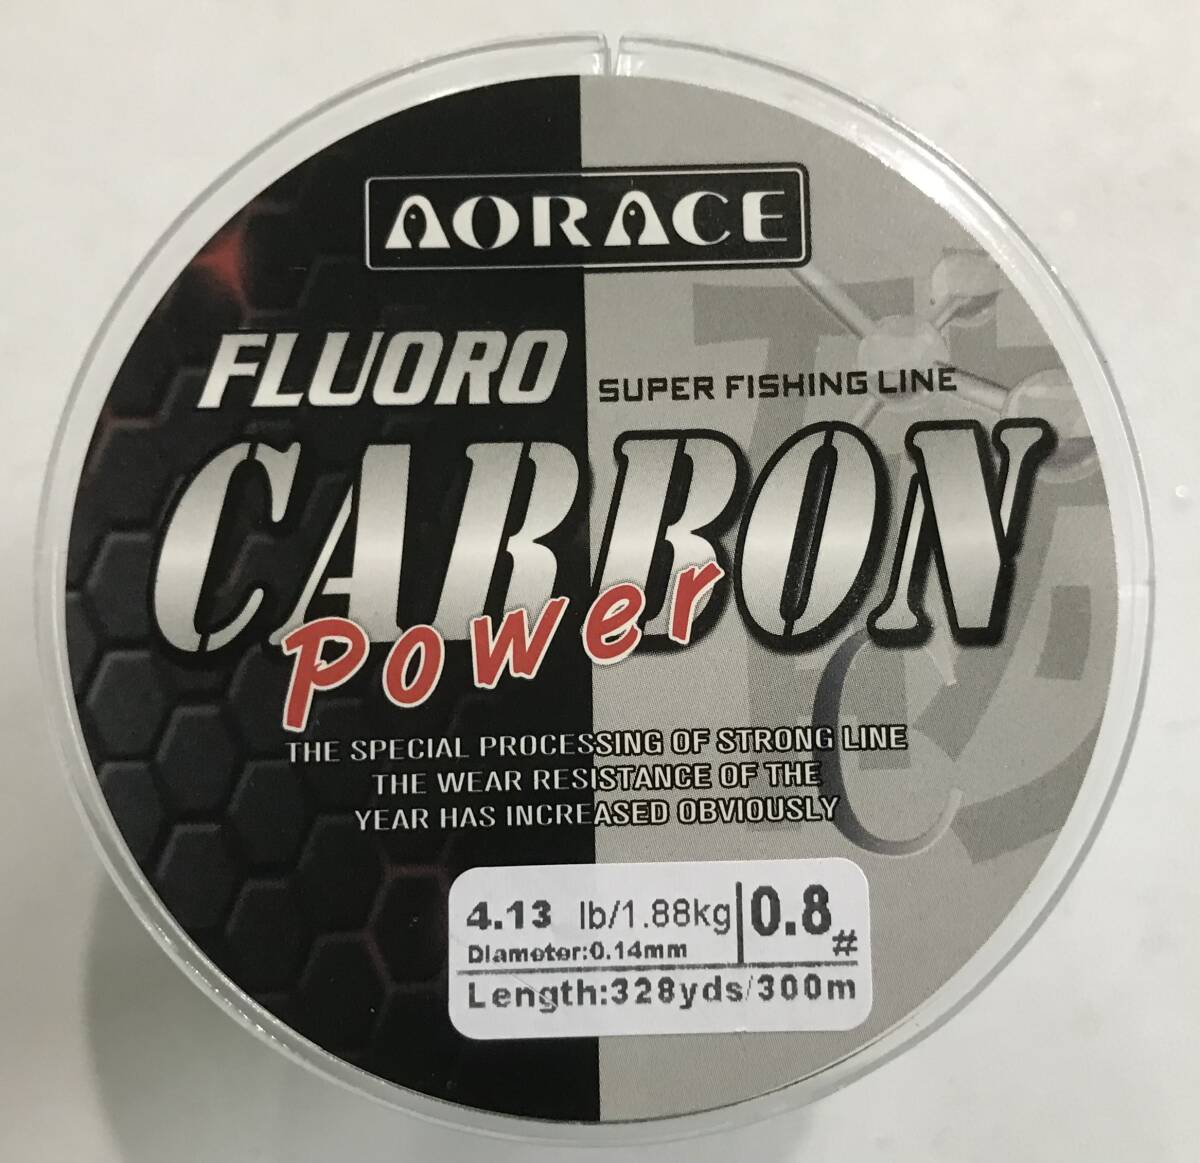 AORACE
FLUORO
SUPER FISHING LINE
CARBON
Power
THE SPECIAL PROCESSING OF STRONG LINE
THE WEAR RESISTANCE OF THE
YEAR HAS INCREASED OBVIOUSLY
4.13 lb/1.88kg 0.8#
Diameter:0.14mm
Length:328yds/300m